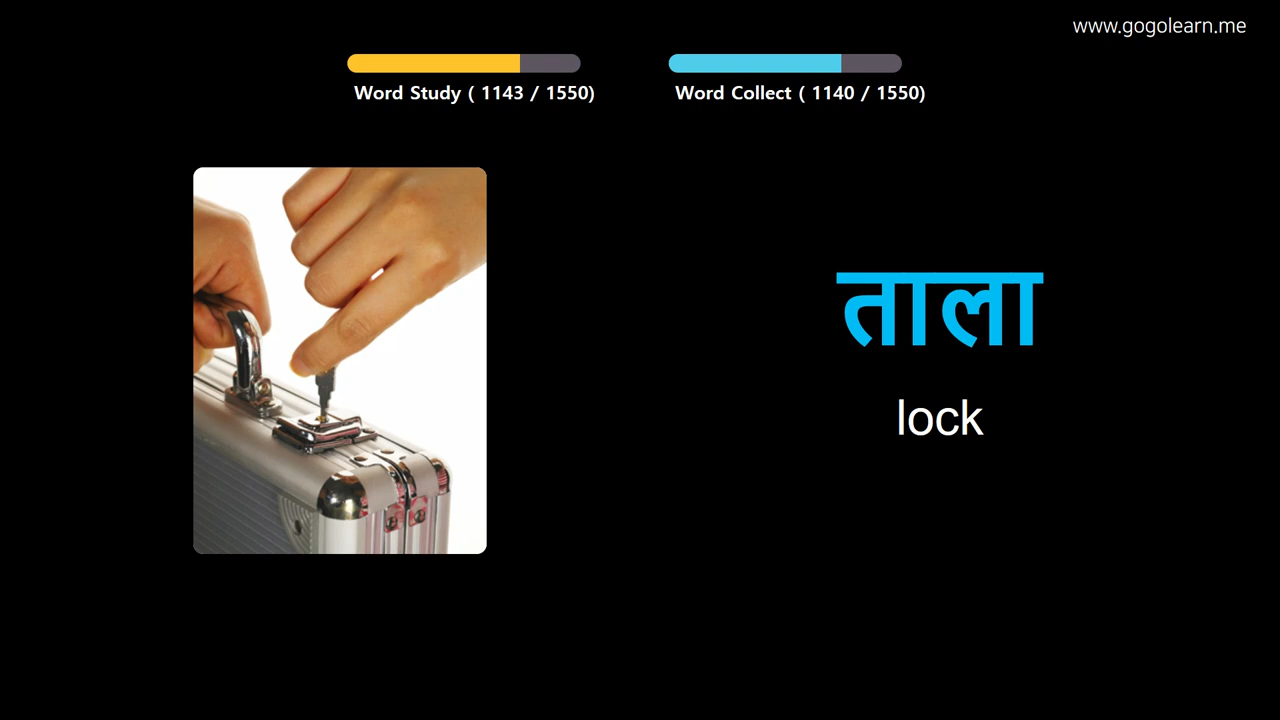 www.gogolearn.me
Word Study ( 1143 / 1550)
Word Collect ( 1140 / 1550)
ताला
lock